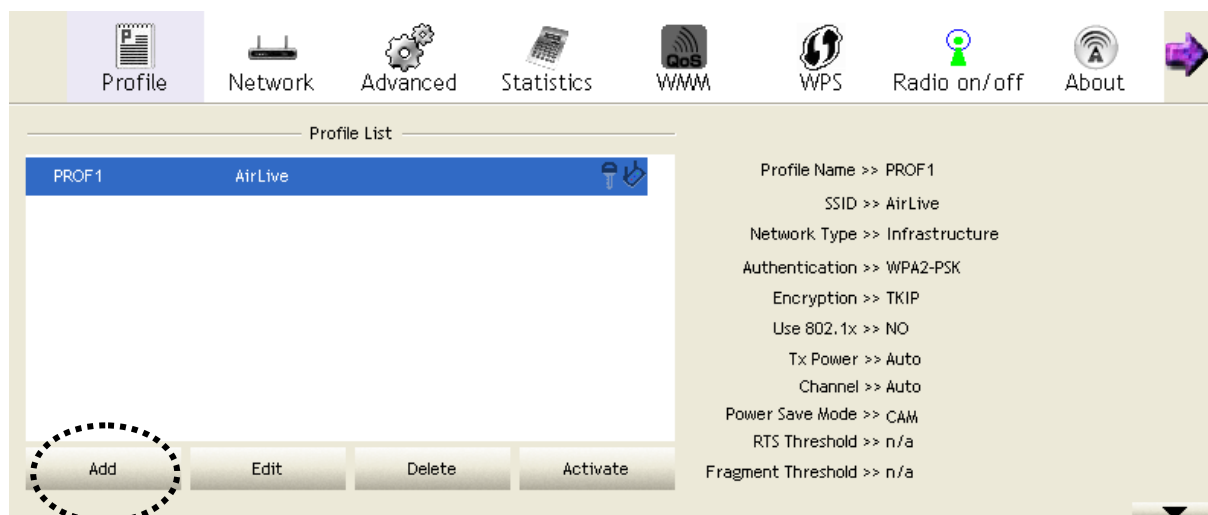 Profile Network Advanced Statistics QoS WMM WPS Radio on/off About
Profile List
PROF1 AirLive
Profile Name >> PROF1
SSID >> AirLive
Network Type >> Infrastructure
Authentication >> WPA2-PSK
Encryption >> TKIP
Use 802.1x >> NO
Tx Power >> Auto
Channel >> Auto
Power Save Mode >> CAM
RTS Threshold >> n/a
Fragment Threshold >> n/a
Add Edit Delete Activate